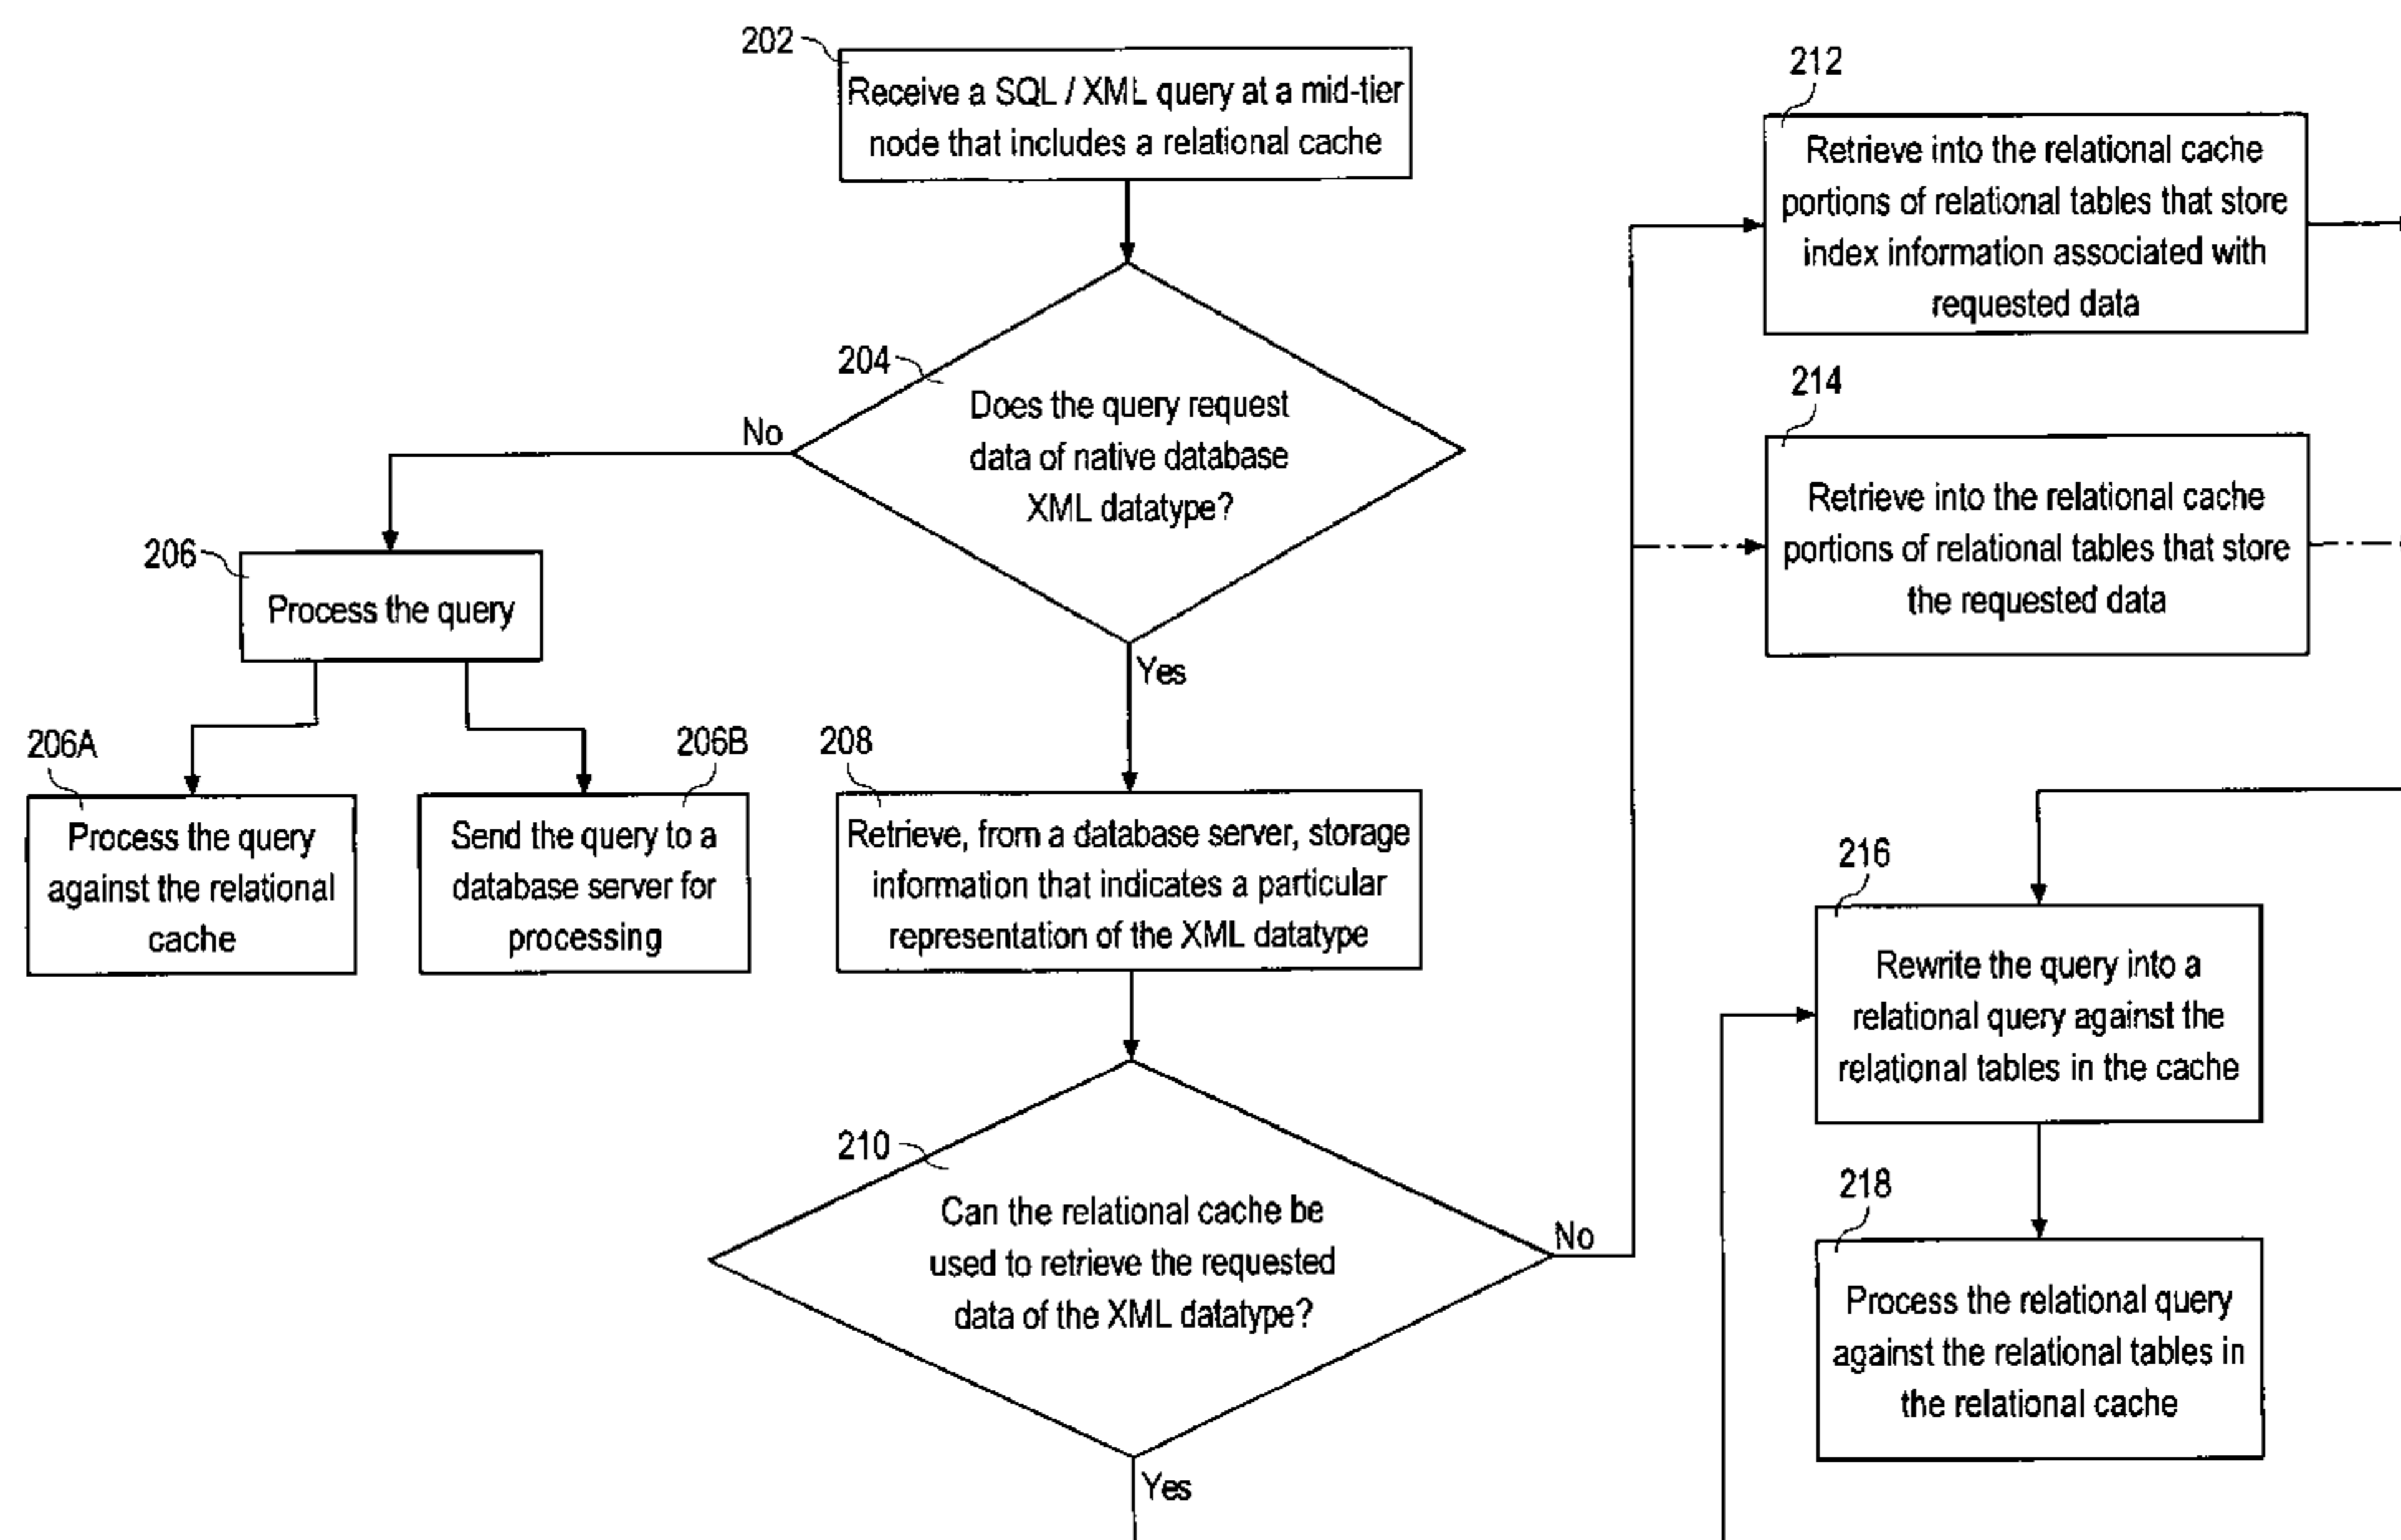 202
Receive a SQL / XML query at a mid-tier
node that includes a relational cache
204
Does the query request
data of native database
XML datatype?
No
Yes
206
Process the query
206A
Process the query
against the relational
cache
206B
Send the query to a
database server for
processing
208
Retrieve, from a database server, storage
information that indicates a particular
representation of the XML datatype
210
Can the relational cache be
used to retrieve the requested
data of the XML datatype?
No
Yes
212
Retrieve into the relational cache
portions of relational tables that store
index information associated with
requested data
214
Retrieve into the relational cache
portions of relational tables that store
the requested data
216
Rewrite the query into a
relational query against the
relational tables in the cache
218
Process the relational query
against the relational tables in
the relational cache